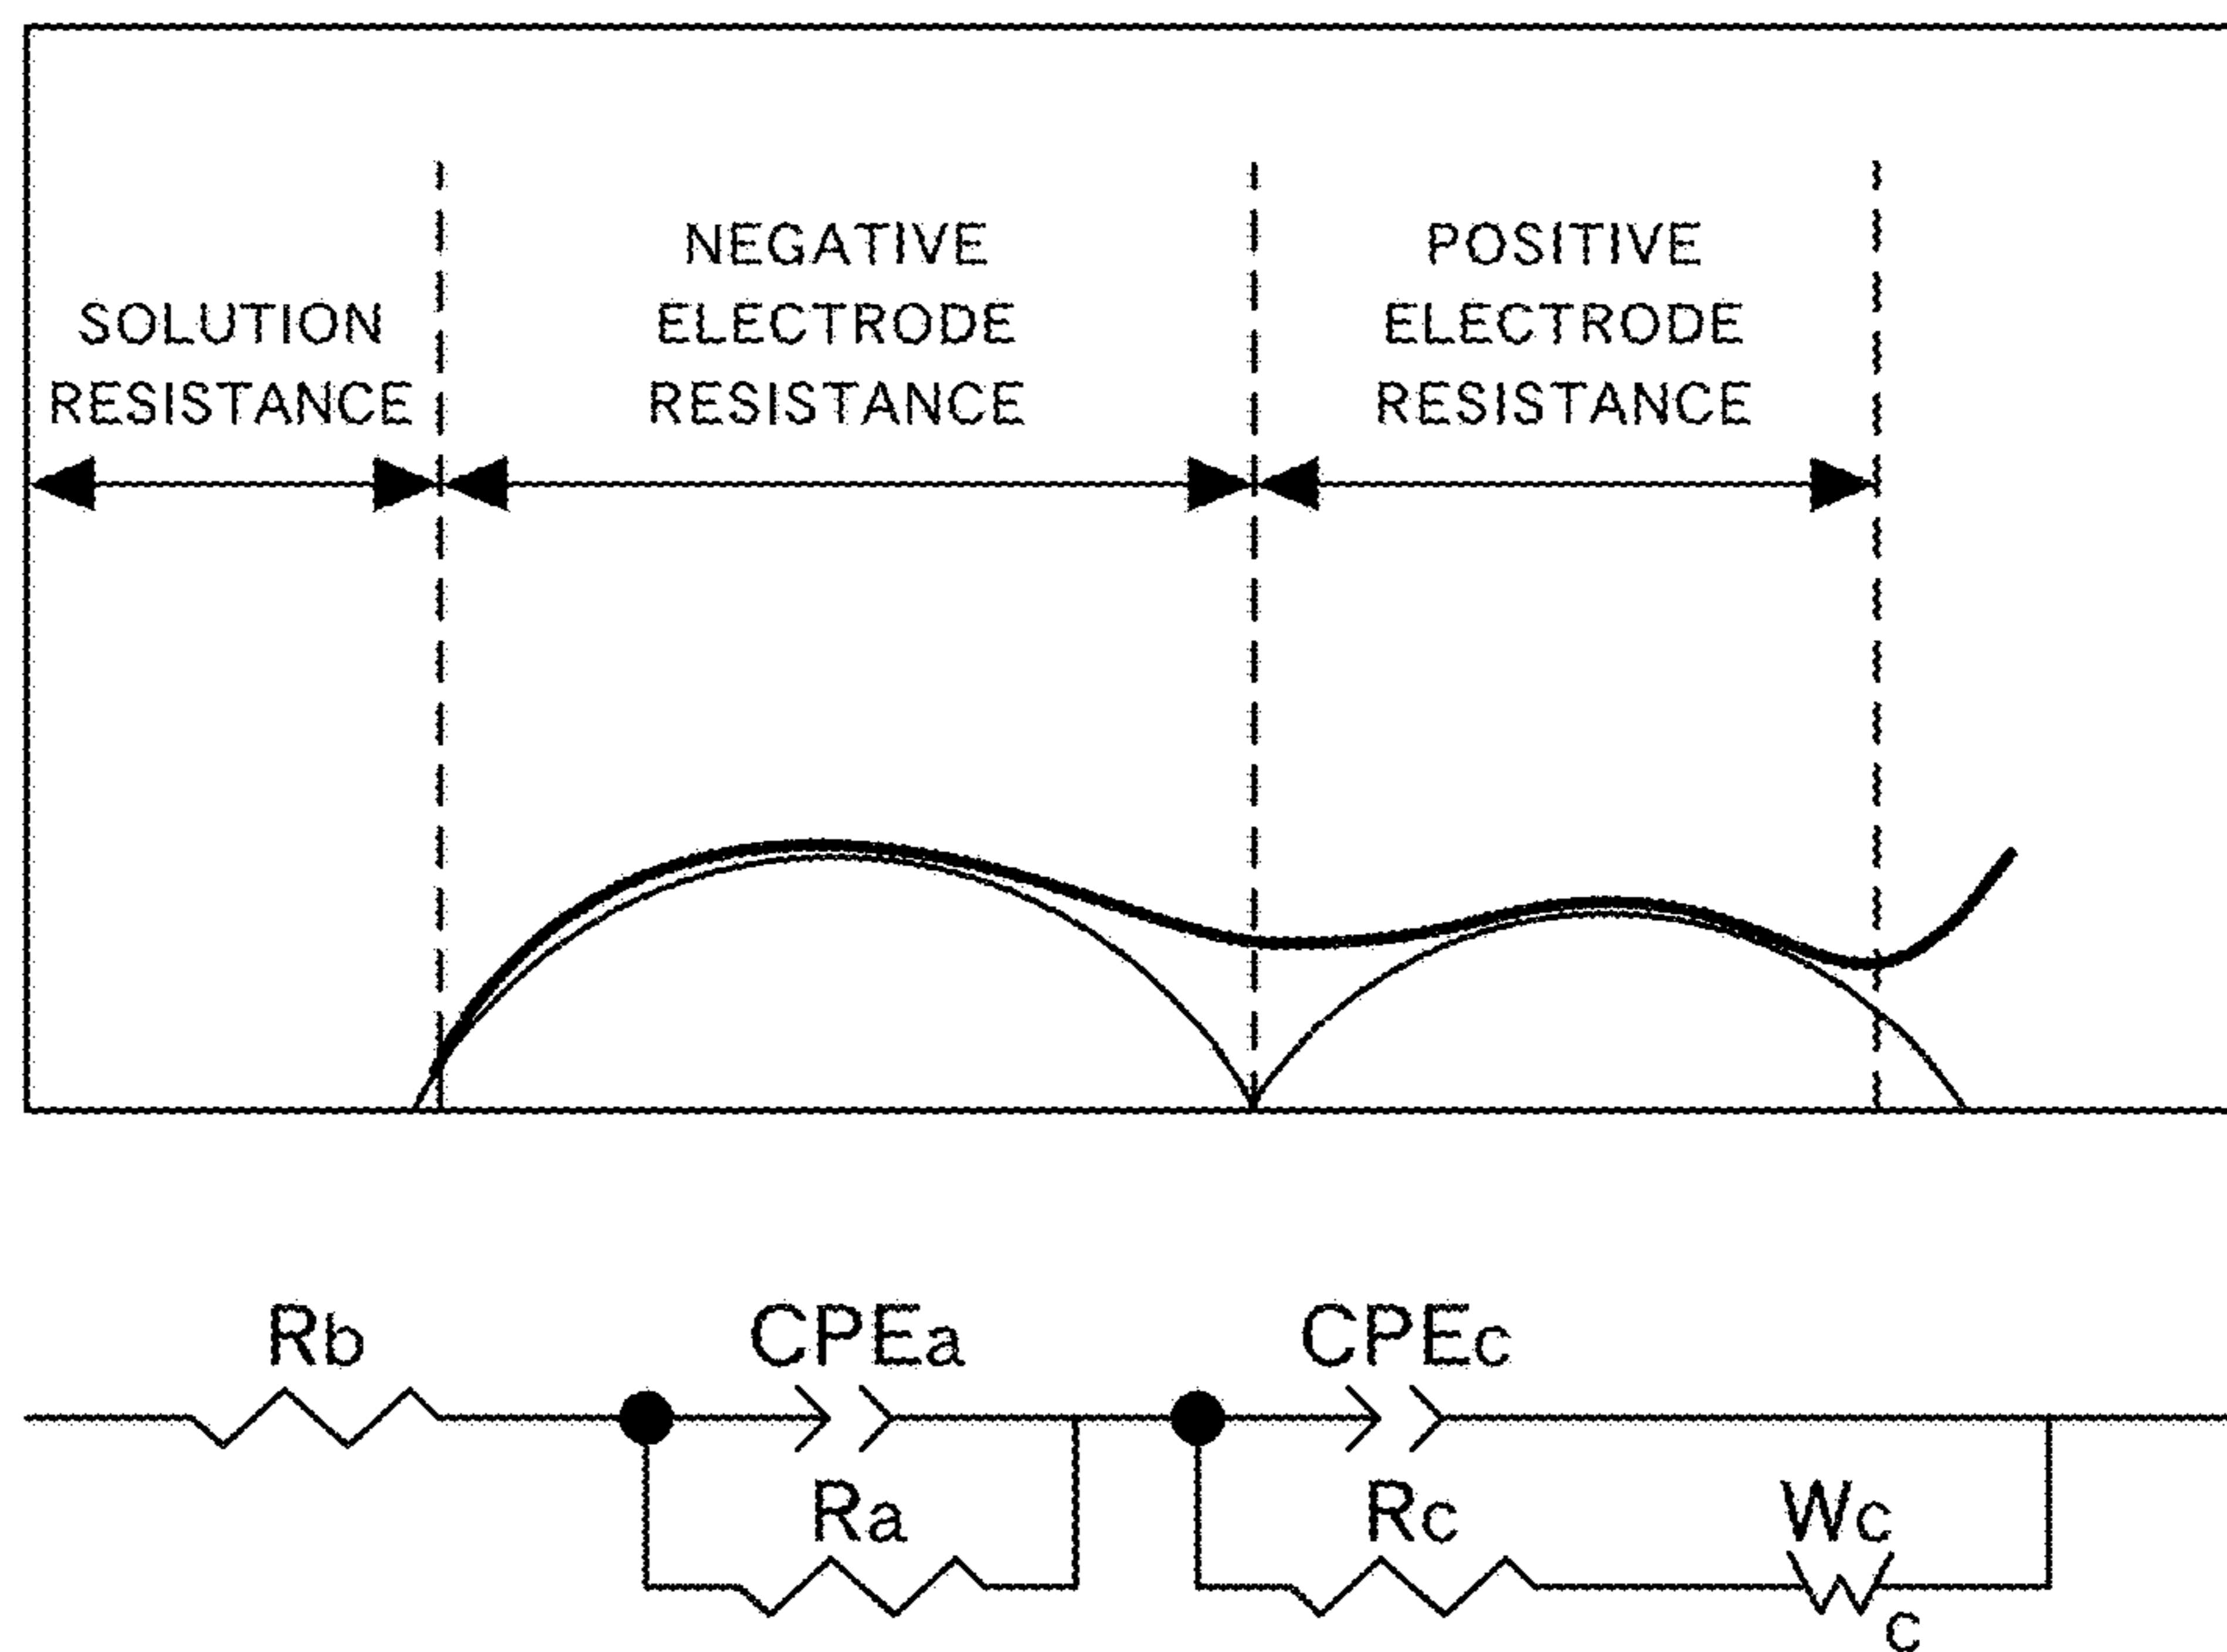 SOLUTION
RESISTANCE
NEGATIVE
ELECTRODE
RESISTANCE
POSITIVE
ELECTRODE
RESISTANCE
Rb
CPEa
CPEc
Ra
Rc
Wc
W
c